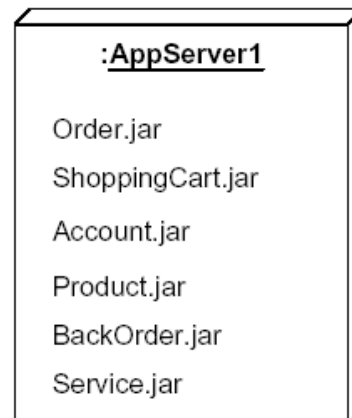 :AppServer1
Order.jar
ShoppingCart.jar
Account.jar
Product.jar
BackOrder.jar
Service.jar